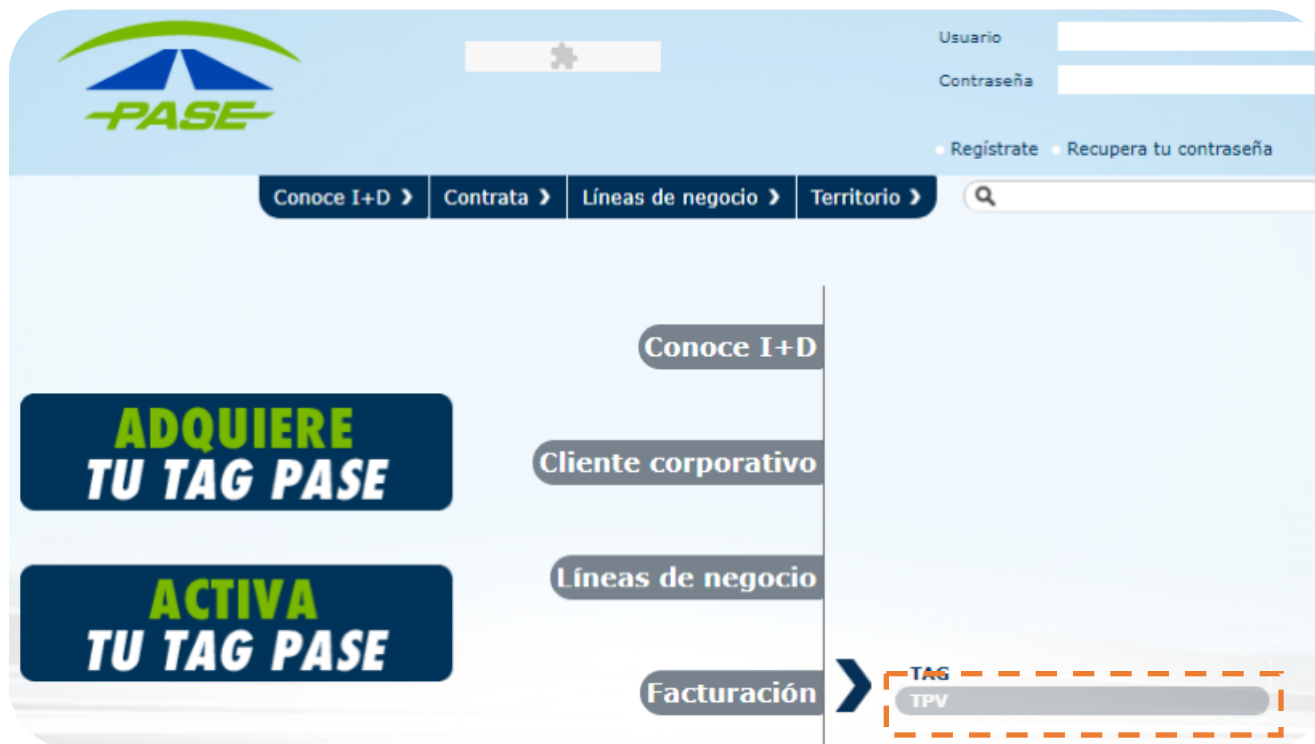 PASE
Usuario
Contraseña
Regístrate Recupera tu contraseña
Conoce I+D Contrata Líneas de negocio Territorio
Conoce I+D
ADQUIERE
TU TAG PASE
Cliente corporativo
Líneas de negocio
ACTIVA
TU TAG PASE
Facturación
TAG
TPV